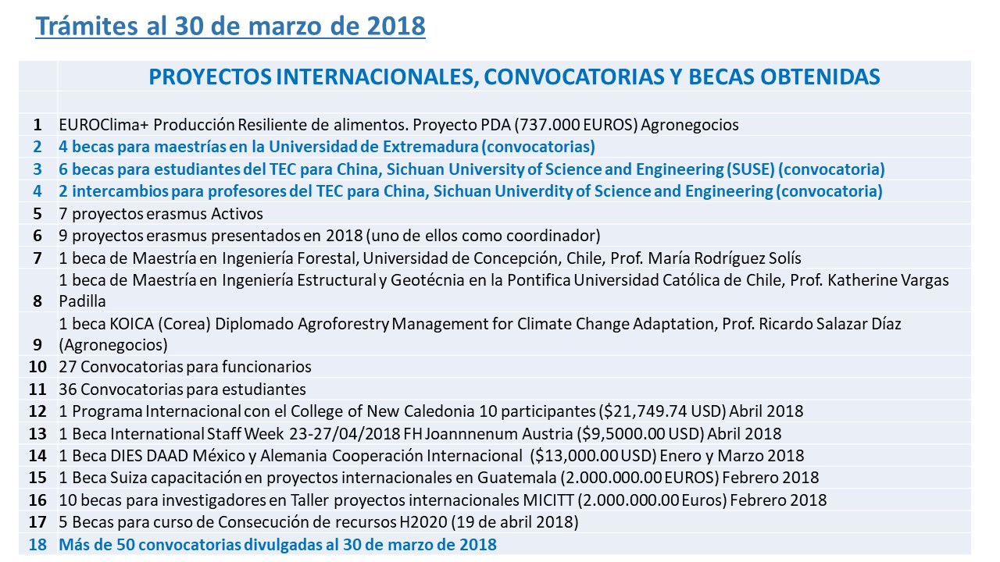 Trámites al 30 de marzo de 2018
PROYECTOS INTERNACIONALES, CONVOCATORIAS Y BECAS OBTENIDAS
1 EUROClima+ Producción Resiliente de alimentos. Proyecto PDA (737.000 EUROS) Agronegocios
2 4 becas para maestrías en la Universidad de Extremadura (convocatorias)
3 6 becas para estudiantes del TEC para China, Sichuan University of Science and Engineering (SUSE) (convocatoria)
4 2 intercambios para profesores del TEC para China, Sichuan Univerdity of Science and Engineering (convocatoria)
5 7 proyectos erasmus Activos
6 9 proyectos erasmus presentados en 2018 (uno de ellos como coordinador)
7 1 beca de Maestría en Ingeniería Forestal, Universidad de Concepción, Chile, Prof. María Rodríguez Solís
1 beca de Maestría en Ingeniería Estructural y Geotécnia en la Pontifica Universidad Católica de Chile, Prof. Katherine Vargas
8 Padilla
1 beca KOICA (Corea) Diplomado Agroforestry Management for Climate Change Adaptation, Prof. Ricardo Salazar Díaz
9 (Agronegocios)
10 27 Convocatorias para funcionarios
11 36 Convocatorias para estudiantes
12 1 Programa Internacional con el College of New Caledonia 10 participantes ($21,749.74 USD) Abril 2018
13 1 Beca International Staff Week 23-27/04/2018 FH Joannnenum Austria ($9,5000.00 USD) Abril 2018
14 1 Beca DIES DAAD México y Alemania Cooperación Internacional ($13,000.00 USD) Enero y Marzo 2018
15 1 Beca Suiza capacitación en proyectos internacionales en Guatemala (2.000.000.00 EUROS) Febrero 2018
16 10 becas para investigadores en Taller proyectos internacionales MICITT (2.000.000.00 Euros) Febrero 2018
17 5 Becas para curso de Consecución de recursos H2020 (19 de abril 2018)
18 Más de 50 convocatorias divulgadas al 30 de marzo de 2018